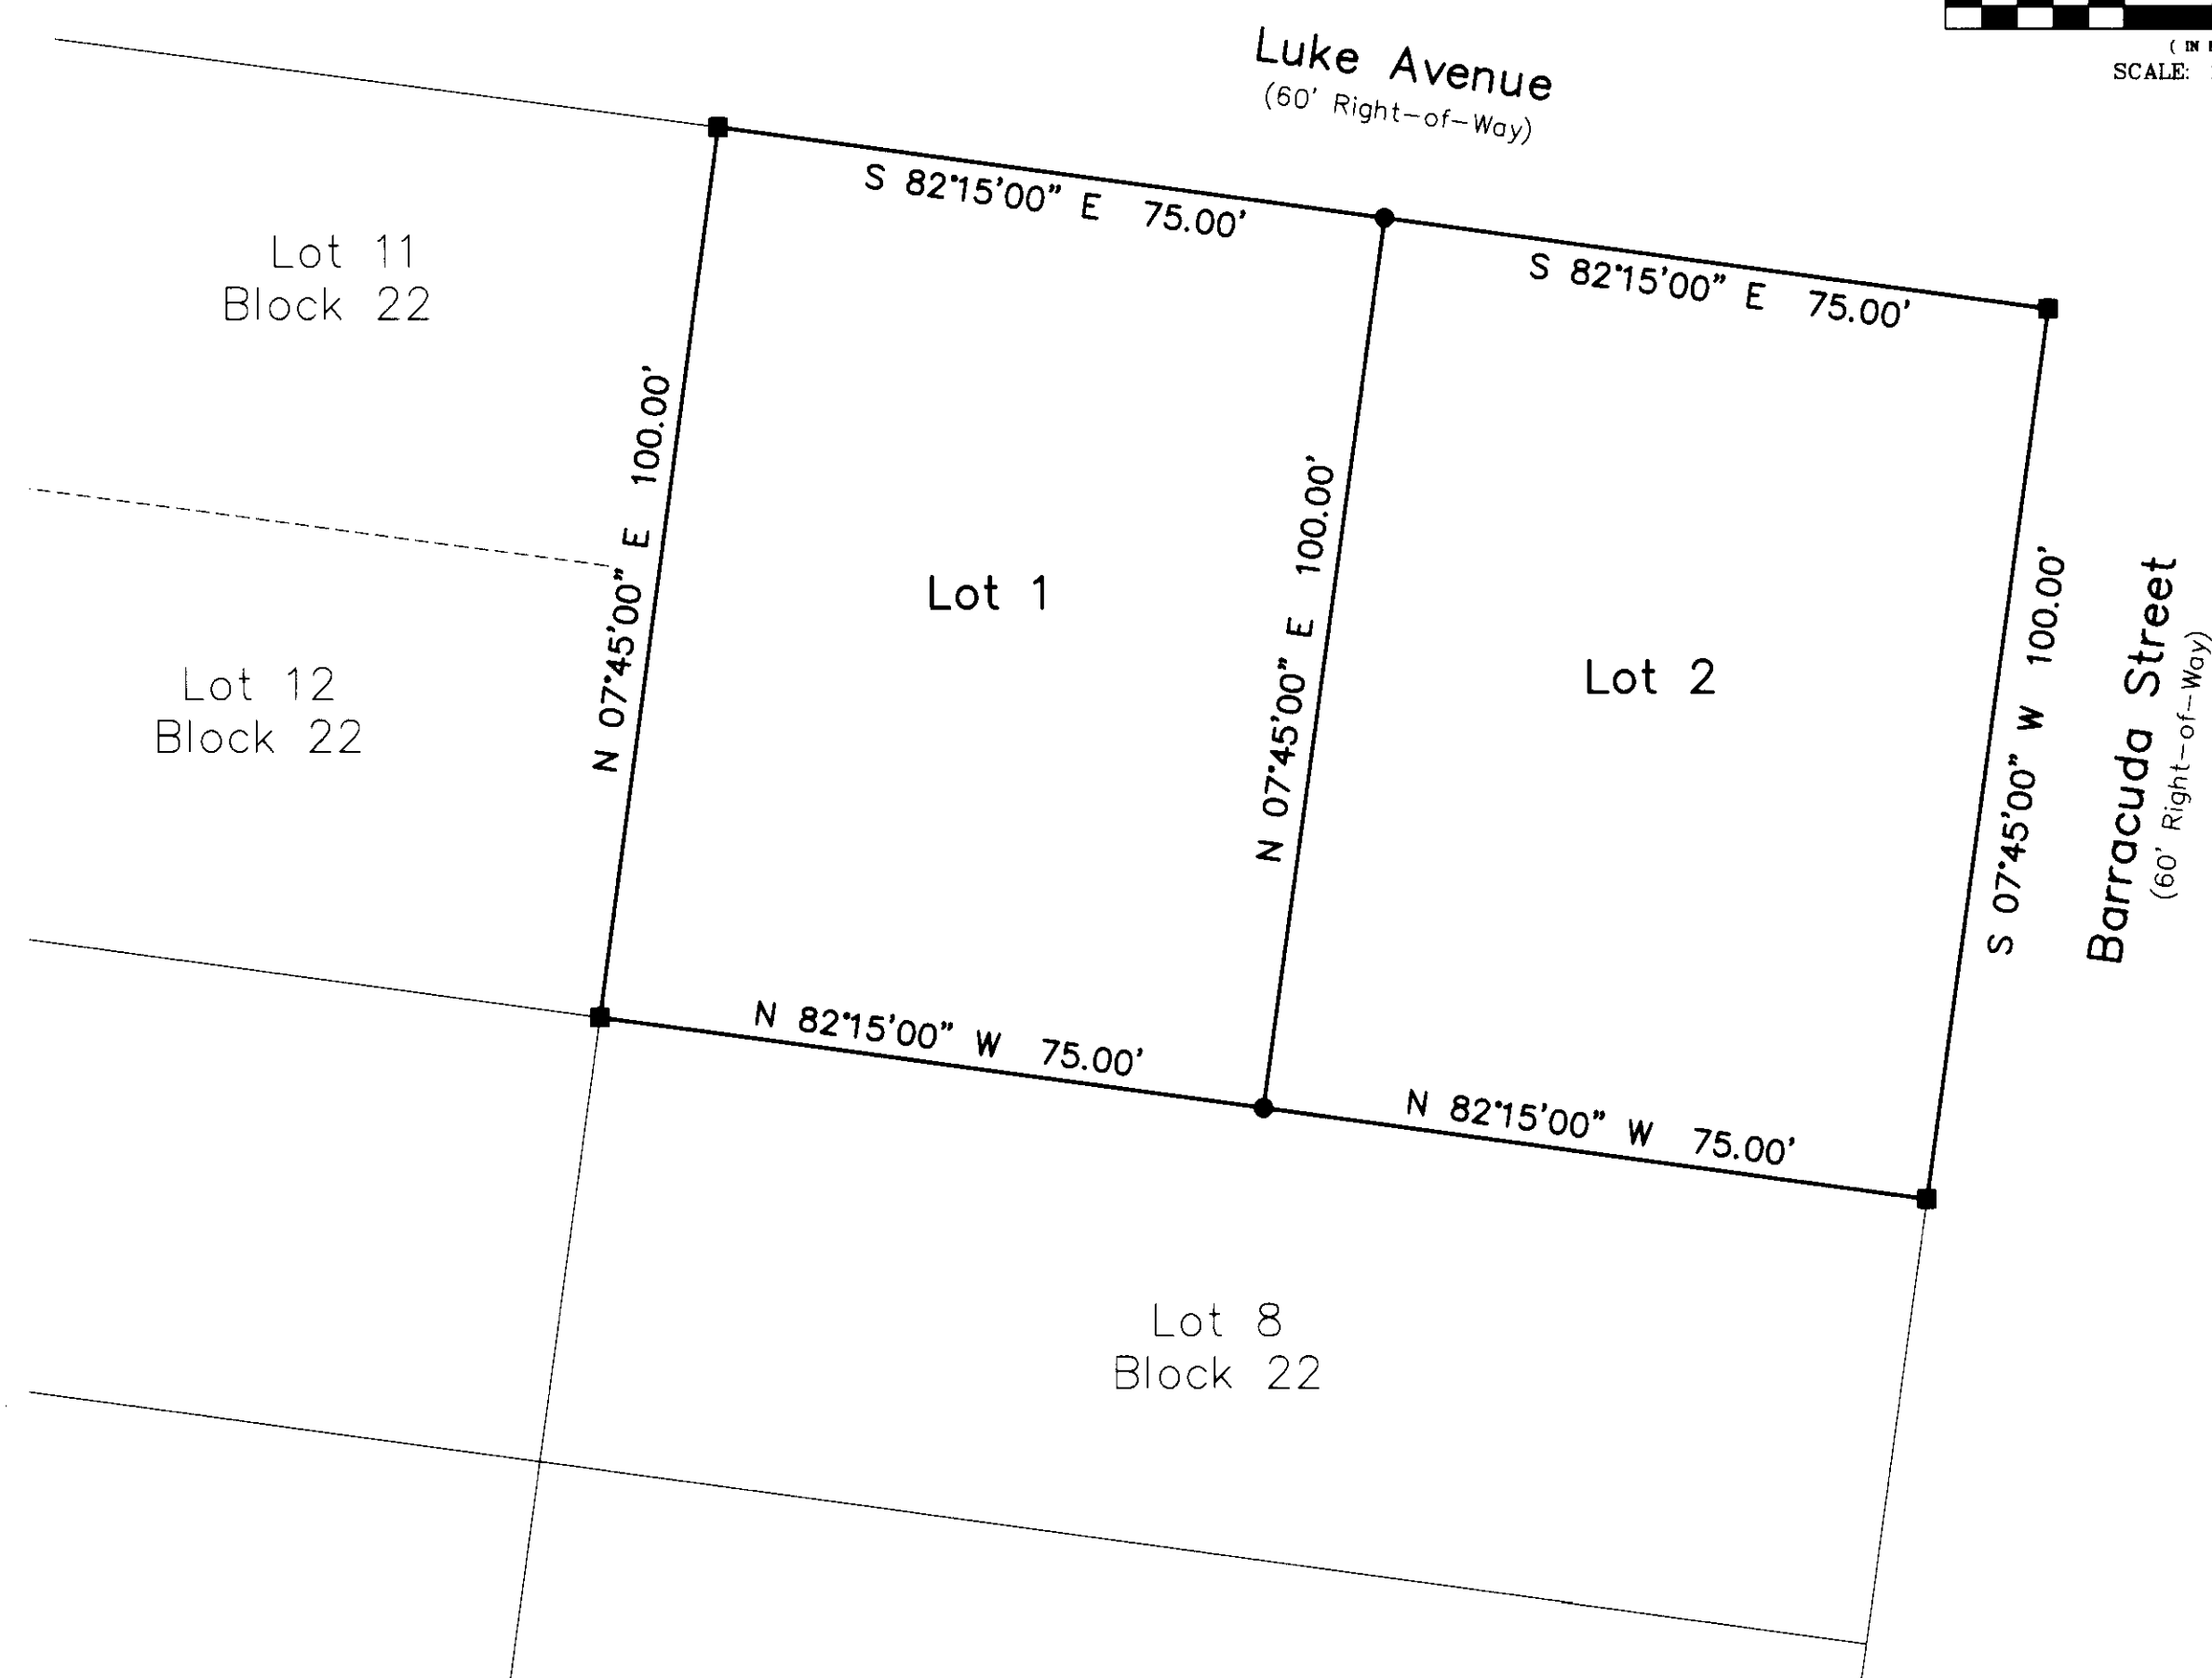 Luke Avenue
(60' Right-of-Way)
SCALE:
S 82°15'00" E 75.00'
S 82°15'00" E 75.00'
Lot 11
Block 22
N 07°45'00" E 100.00'
Lot 1
N 07°45'00" E 100.00'
Lot 2
S 07°45'00" W 100.00'
Barracuda Street
(60' Right-of-Way)
Lot 12
Block 22
N 82°15'00" W 75.00'
N 82°15'00" W 75.00'
Lot 8
Block 22